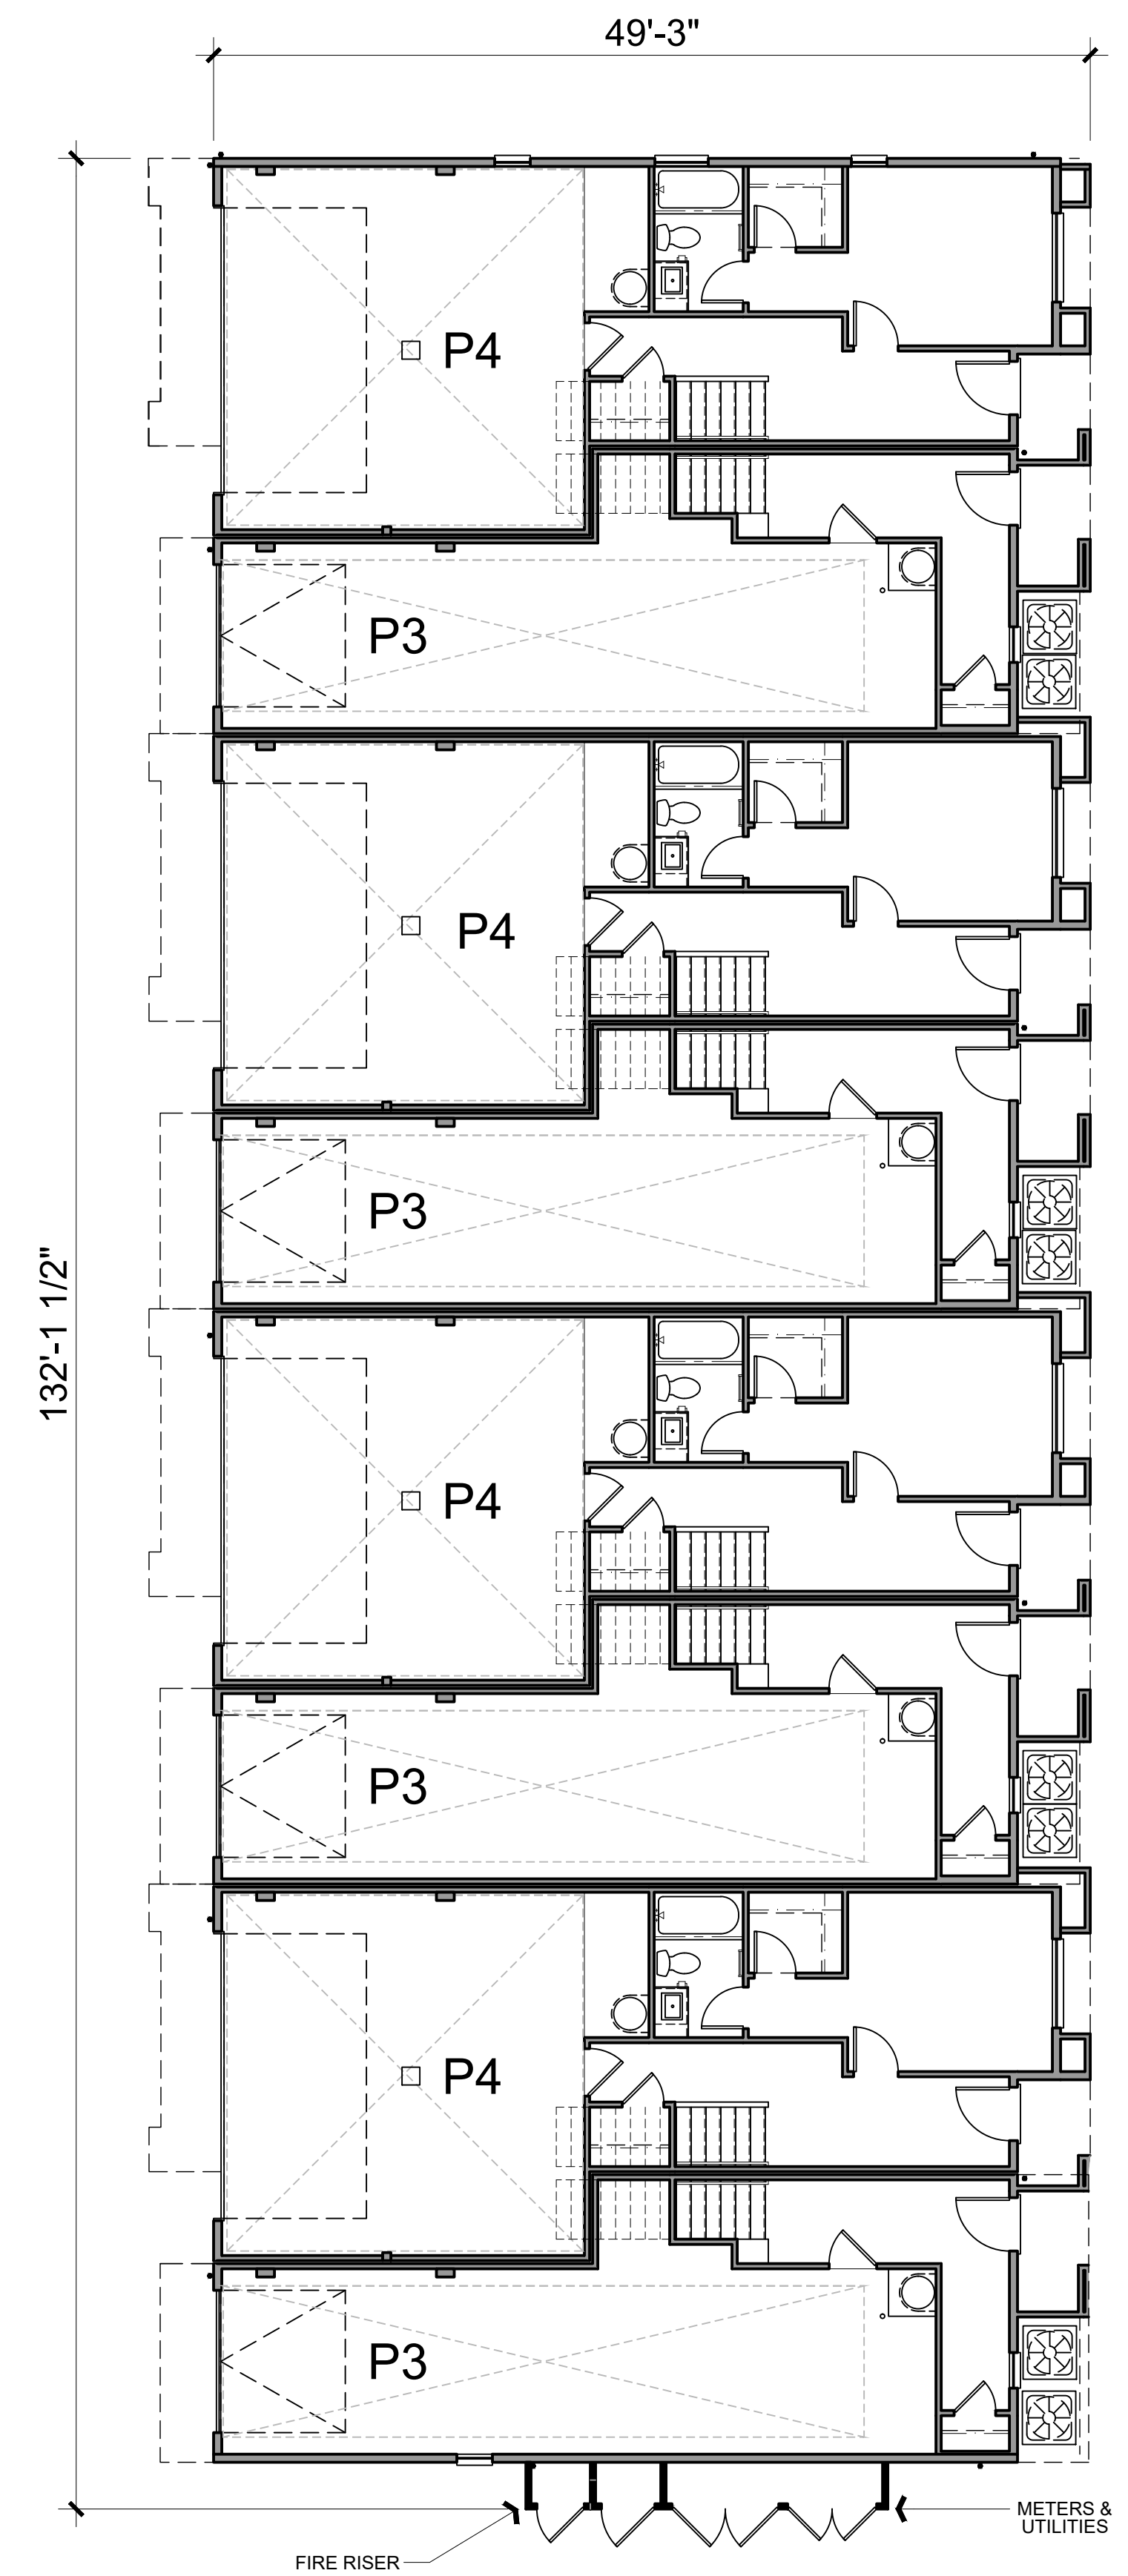 49'-3"
P4
P3
P4
P3
132'-1 1/2"
P4
P3
P4
P3
METERS &
UTILITIES
FIRE RISER